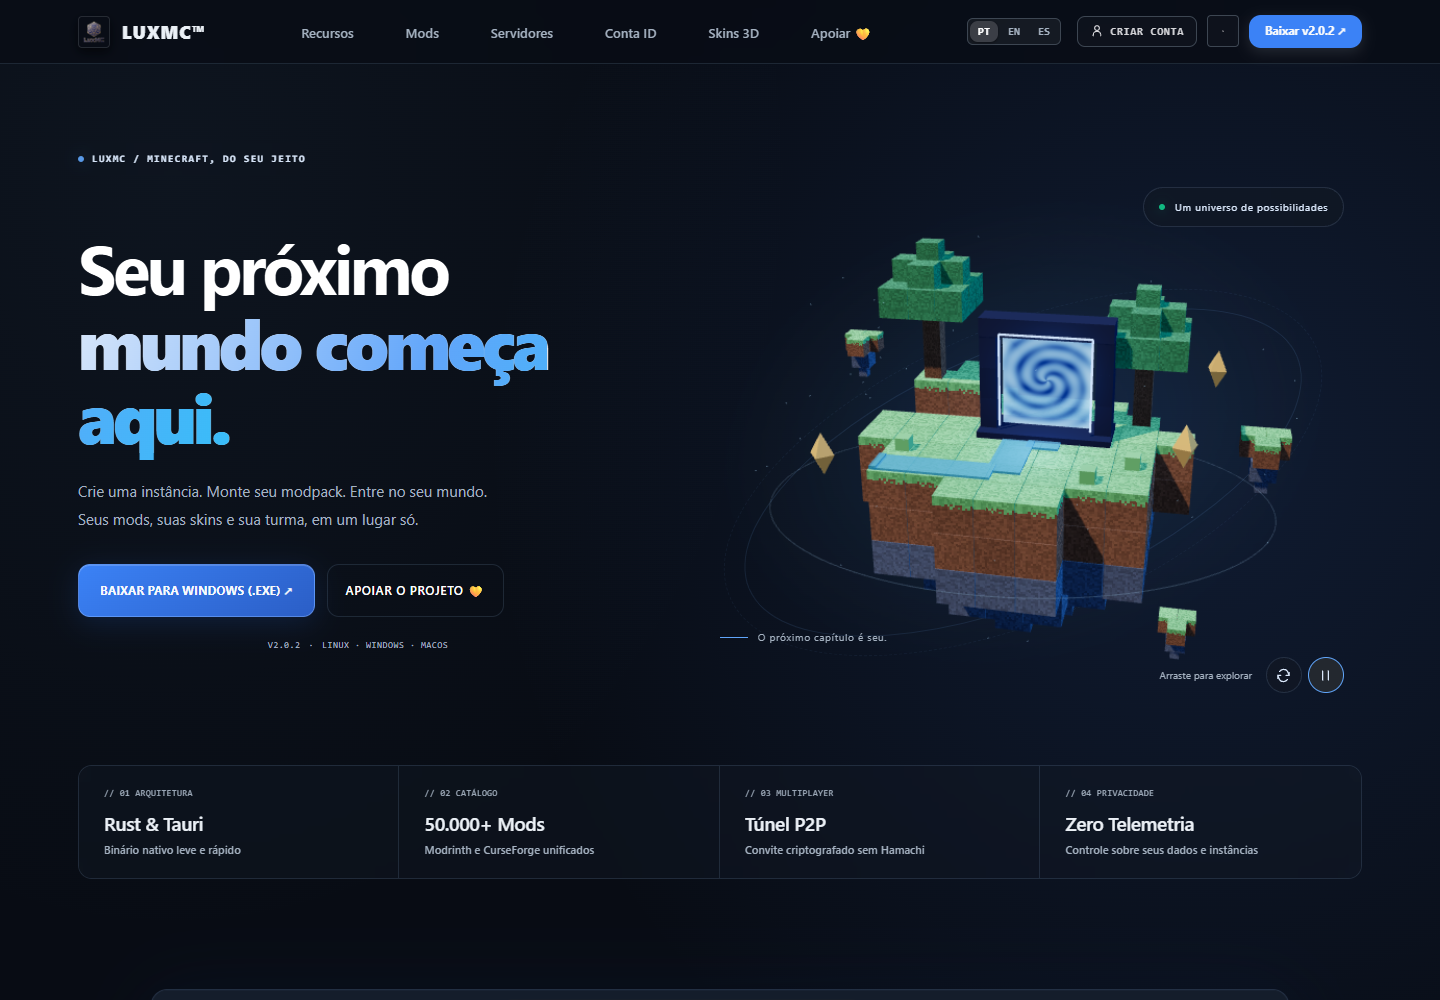 LUXMC™
Recursos
Mods
Servidores
Conta ID
Skins 3D
Apoiar 🧡
PT EN ES
CRIAR CONTA
Baixar v2.0.2 ↗
LUXMC / MINECRAFT, DO SEU JEITO
Um universo de possibilidades
Seu próximo
mundo começa
aqui.
Crie uma instância. Monte seu modpack. Entre no seu mundo.
Seus mods, suas skins e sua turma, em um lugar só.
BAIXAR PARA WINDOWS (.EXE) ↗
APOIAR O PROJETO 🧡
V2.0.2 · LINUX · WINDOWS · MACOS
O próximo capítulo é seu.
Arraste para explorar
// 01 ARQUITETURA
Rust & Tauri
Binário nativo leve e rápido
// 02 CATÁLOGO
50.000+ Mods
Modrinth e CurseForge unificados
// 03 MULTIPLAYER
Túnel P2P
Convite criptografado sem Hamachi
// 04 PRIVACIDADE
Zero Telemetria
Controle sobre seus dados e instâncias